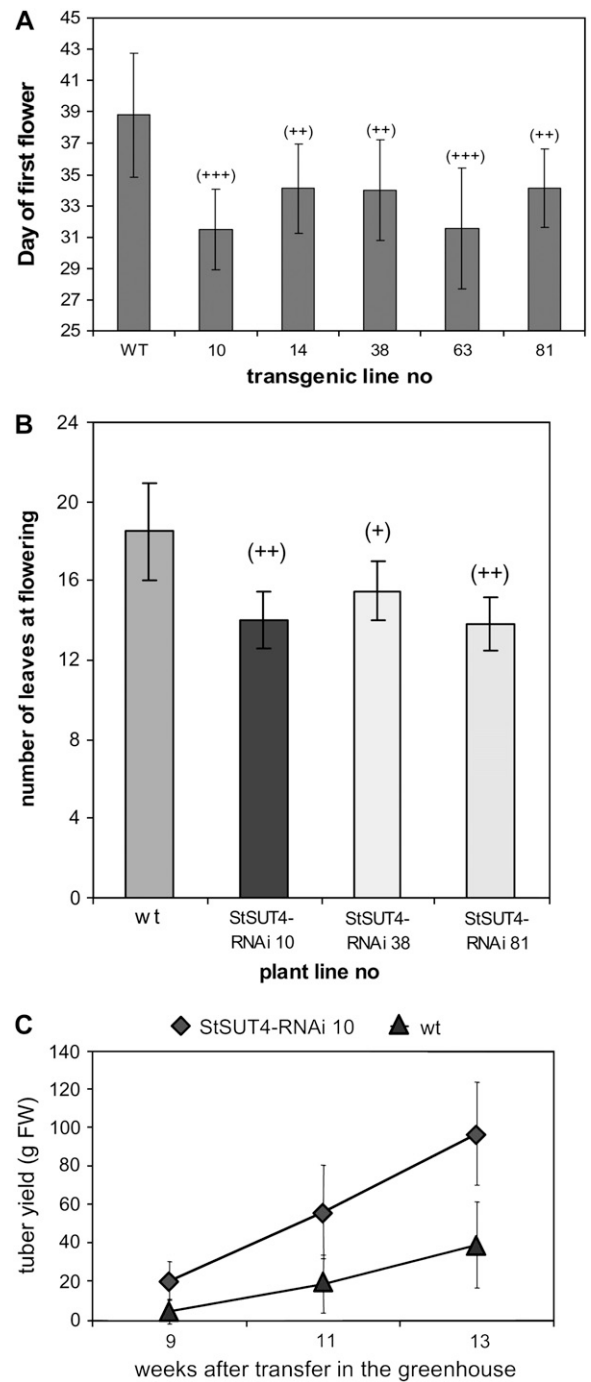 A
Day of first flower
45
43
41
39
37
35
33
31
29
27
25
(+++)
(++)
(++)
(+++)
(++)
WT 10 14 38 63 81
transgenic line no
B
number of leaves at flowering
24
20
16
12
8
4
0
(++)
(+)
(++)
wt
StSUT4-
RNAi 10
StSUT4-
RNAi 38
StSUT4-
RNAi 81
plant line no
C
StSUT4-RNAi 10
wt
tuber yield (g FW)
140
120
100
80
60
40
20
0
9 11 13
weeks after transfer in the greenhouse